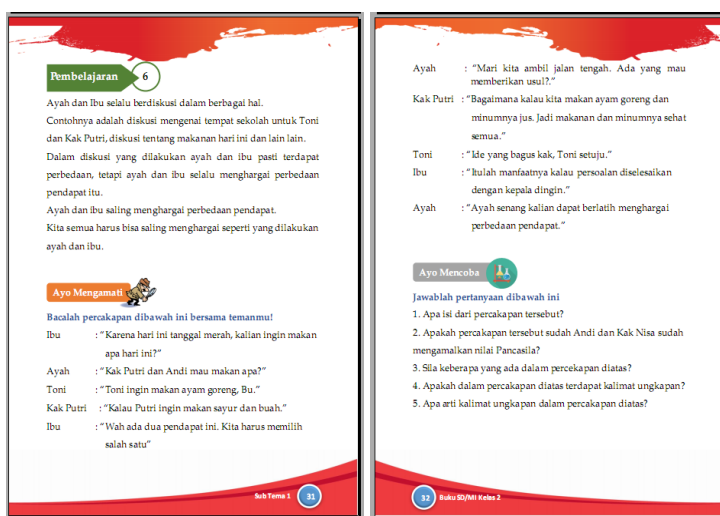 Pembelajaran 6
Ayah dan Ibu selalu berdiskusi dalam berbagai hal.
Contohnya adalah diskusi mengenai tempat sekolah untuk Toni
dan Kak Putri, diskusi tentang makanan hari ini dan lain lain.
Dalam diskusi yang dilakukan ayah dan ibu pasti terdapat
perbedaan, tetapi ayah dan ibu selalu menghargai perbedaan
pendapat itu.
Ayah dan ibu saling menghargai perbedaan pendapat.
Kita semua harus bisa saling menghargai seperti yang dilakukan
ayah dan ibu.
Ayo Mengamati
Bacalah percakapan dibawah ini bersama temanmu!
Ibu : “Karena hari ini tanggal merah, kalian ingin makan
apa hari ini?”
Ayah : “Kak Putri dan Andi mau makan apa?”
Toni : “Toni ingin makan ayam goreng, Bu.”
Kak Putri : “Kalau Putri ingin makan sayur dan buah.”
Ibu : “Wah ada dua pendapat ini. Kita harus memilih
salah satu”
Sub Tema 1 31
Ayah : “Mari kita ambil jalan tengah. Ada yang mau
memberikan usul?.”
Kak Putri : “Bagaimana kalau kita makan ayam goreng dan
minumnya jus. Jadi makanan dan minumnya sehat
semua.”
Toni : “Ide yang bagus kak, Toni setuju.”
Ibu : “Itulah manfaatnya kalau persoalan diselesaikan
dengan kepala dingin.”
Ayah : “Ayah senang kalian dapat berlatih menghargai
perbedaan pendapat.”
Ayo Mencoba
Jawablah pertanyaan dibawah ini
1. Apa isi dari percakapan tersebut?
2. Apakah percakapan tersebut sudah Andi dan Kak Nisa sudah
mengamalkan nilai Pancasila?
3. Sila keberapa yang ada dalam percekapan diatas?
4. Apakah dalam percakapan diatas terdapat kalimat ungkapan?
5. Apa arti kalimat ungkapan dalam percakapan diatas?
32 Buku SD/MI Kelas 2